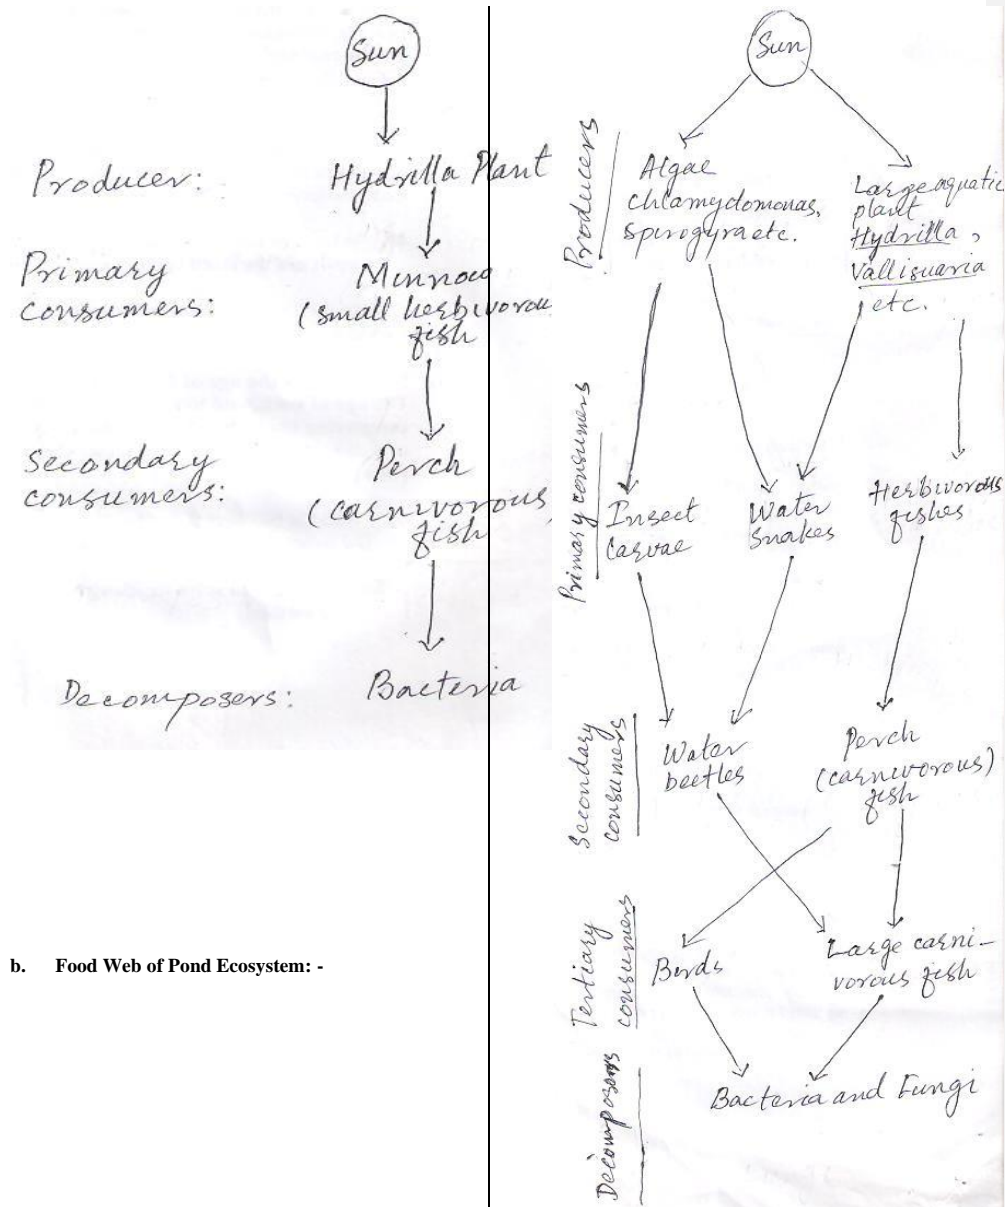 Sun
Producer:
Hydrilla Plant
Primary
consumers:
Minnow
(small herbivorou
fish
Secondary
consumers:
Perch
(carnivorous
fish
Decomposers:
Bacteria
b. Food Web of Pond Ecosystem: -
Sun
Producers
Algae
chlamydomonas,
spirogyra etc.
Large aquatic
plant
Hydrilla,
Vallisuaria
etc.
Primary consumers
Insect
Carvae
Water
Snakes
Herbivorous
fishes
Secondary
consumers
Water
beetles
Perch
(carnivorous)
fish
Tertiary
consumers
Birds
Large carni-
vorous fish
Decomposers
Bacteria and Fungi